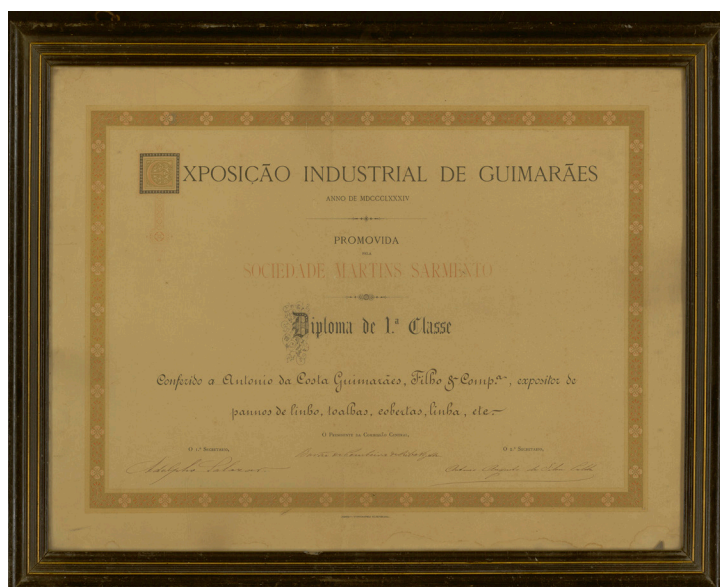 EXPOSIÇÃO INDUSTRIAL DE GUIMARÃES
ANNO DE MDCCCLXXXIV
PROMOVIDA
PELA
SOCIEDADE MARTINS SARMENTO
Diploma de 1.ª Classe
Conferido a Antonio da Costa Guimarães, Filho & Comp.ª, expositor de
pannos de linho, toalhas, cobertas, linha, etc.—
O Presidente da Commissão Central,
O 1.º Secretario,
O 2.º Secretario,
Adolpho Salazar